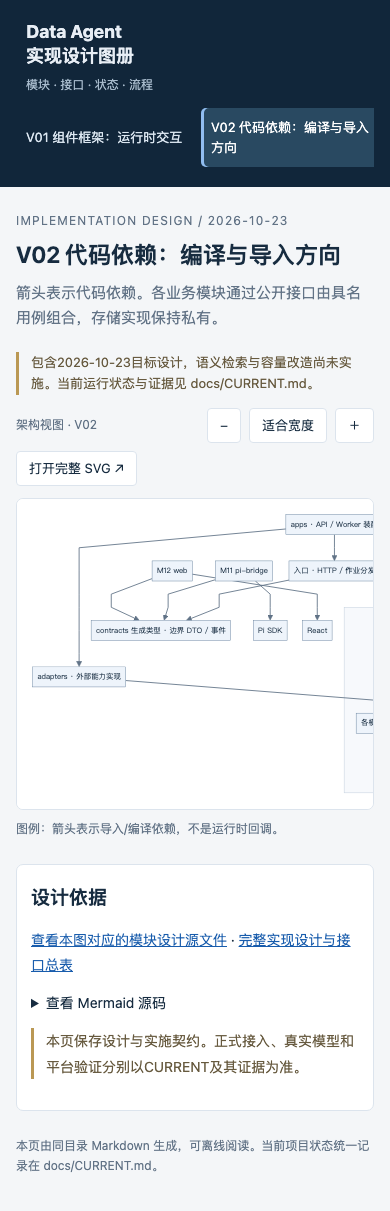 Data Agent
实现设计图册
模块 · 接口 · 状态 · 流程
V01 组件框架：运行时交互
V02 代码依赖：编译与导入
方向
IMPLEMENTATION DESIGN / 2026-10-23
V02 代码依赖：编译与导入方向
箭头表示代码依赖。各业务模块通过公开接口由具名
用例组合，存储实现保持私有。
包含2026-10-23目标设计，语义检索与容量改造尚未实
施。当前运行状态与证据见 docs/CURRENT.md。
架构视图 · V02
−
适合宽度
+
打开完整 SVG ↗
apps · API / Worker 装
M12 web
M11 pi-bridge
入口 · HTTP / 作业分发
contracts 生成类型 · 边界 DTO / 事件
Pi SDK
React
adapters · 外部能力实现
各
图例：箭头表示导入/编译依赖，不是运行时回调。
设计依据
查看本图对应的模块设计源文件 · 完整实现设计与接
口总表
▶ 查看 Mermaid 源码
本页保存设计与实施契约。正式接入、真实模型和
平台验证分别以CURRENT及其证据为准。
本页由同目录 Markdown 生成，可离线阅读。当前项目状态统一记
录在 docs/CURRENT.md。